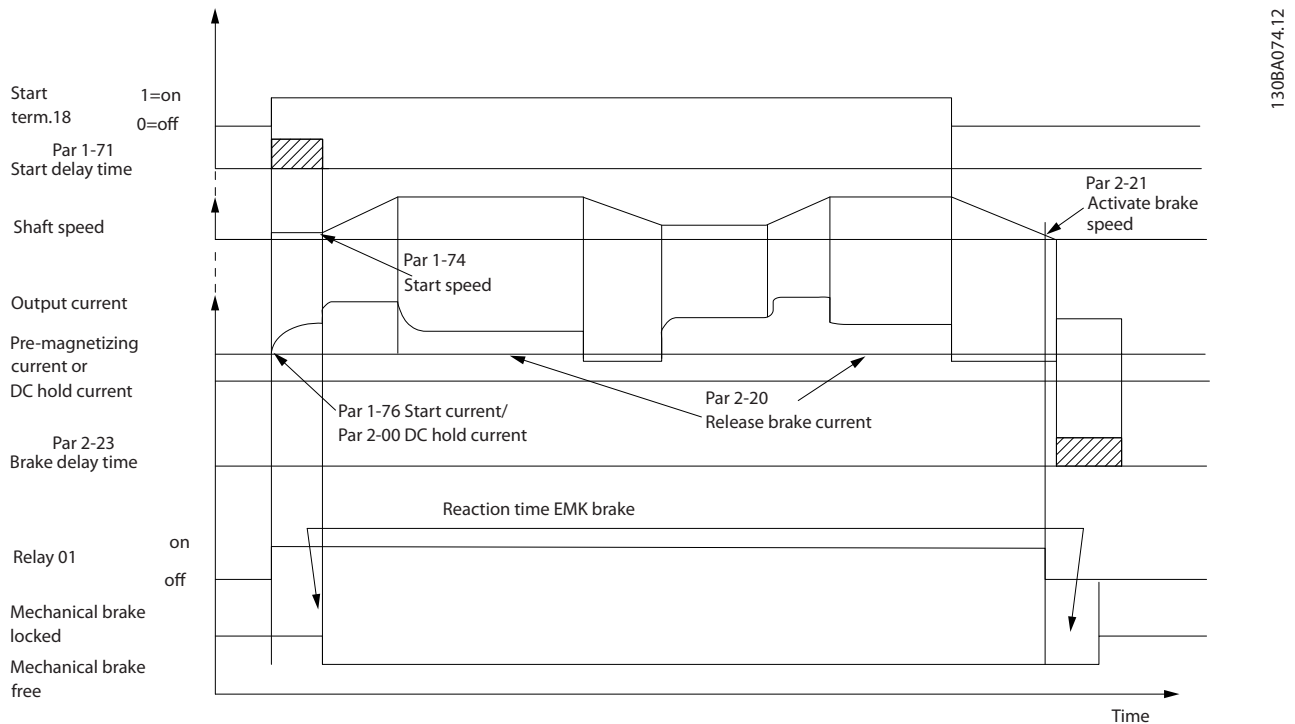 130BA074.12
Start
term.18
1=on
0=off
Par 1-71
Start delay time
Shaft speed
Par 2-21
Activate brake
speed
Par 1-74
Start speed
Output current
Pre-magnetizing
current or
DC hold current
Par 1-76 Start current/
Par 2-00 DC hold current
Par 2-20
Release brake current
Par 2-23
Brake delay time
Reaction time EMK brake
Relay 01
on
off
Mechanical brake
locked
Mechanical brake
free
Time